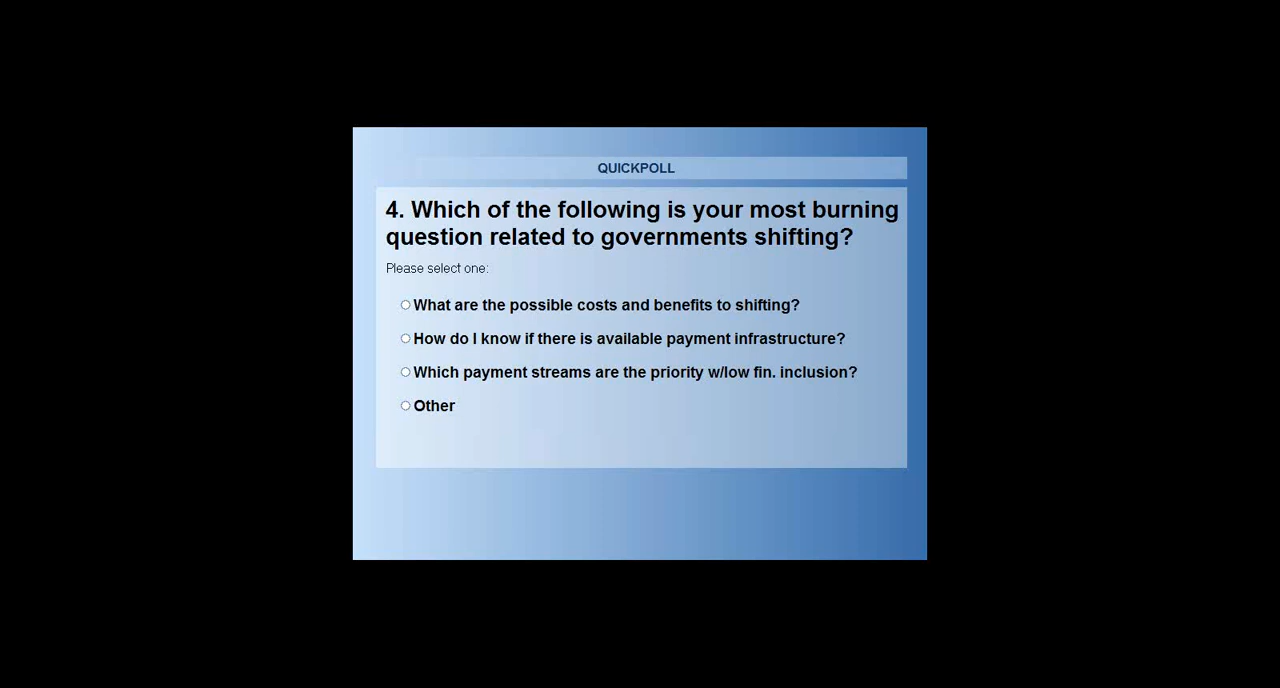 QUICKPOLL
4. Which of the following is your most burning
question related to governments shifting?
Please select one:
What are the possible costs and benefits to shifting?
How do I know if there is available payment infrastructure?
Which payment streams are the priority w/low fin. inclusion?
Other